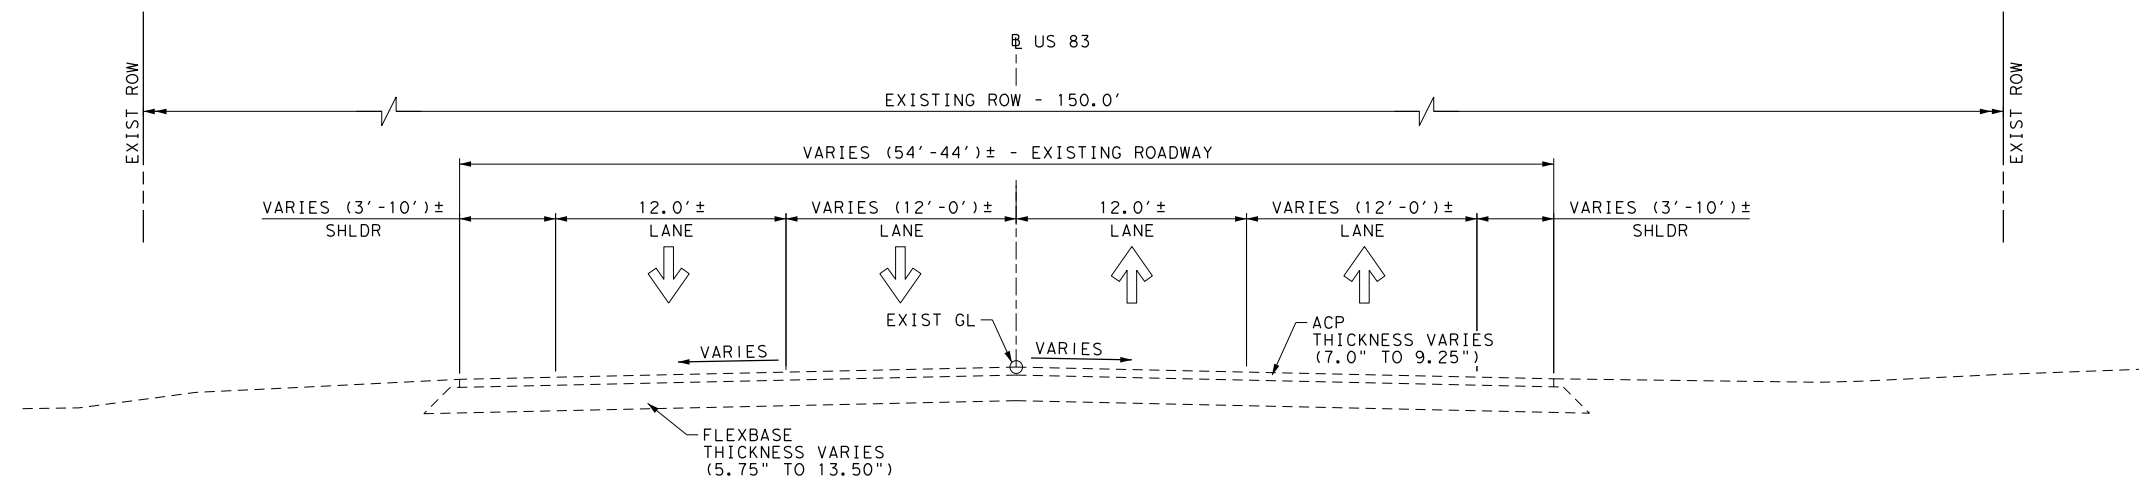 ℄ US 83
EXIST ROW
EXISTING ROW - 150.0'
EXIST ROW
VARIES (54'-44')± - EXISTING ROADWAY
VARIES (3'-10')±
SHLDR
12.0'±
LANE
VARIES (12'-0')±
LANE
12.0'±
LANE
VARIES (12'-0')±
LANE
VARIES (3'-10')±
SHLDR
EXIST GL
VARIES
VARIES
ACP
THICKNESS VARIES
(7.0" TO 9.25")
FLEXBASE
THICKNESS VARIES
(5.75" TO 13.50")